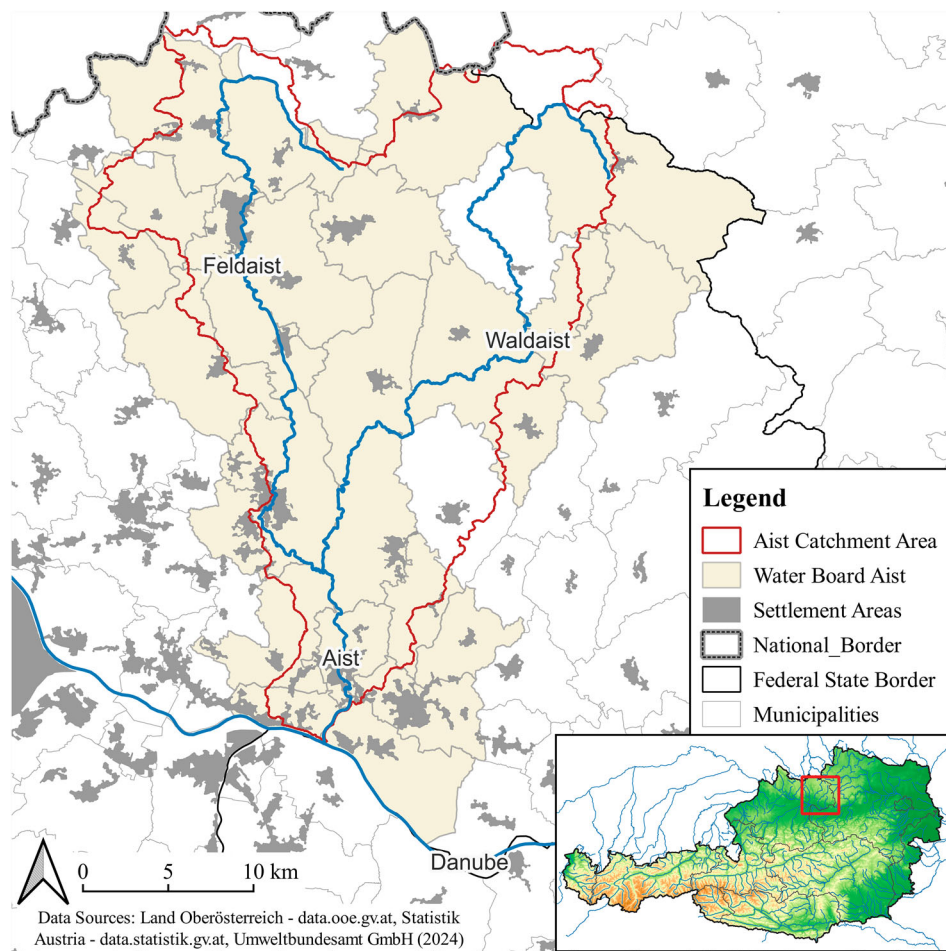 Feldaist
Waldaist
Aist
Danube
Legend
Aist Catchment Area
Water Board Aist
Settlement Areas
National_Border
Federal State Border
Municipalities
0 5 10 km
Data Sources: Land Oberösterreich - data.ooe.gv.at, Statistik
Austria - data.statistik.gv.at, Umweltbundesamt GmbH (2024)